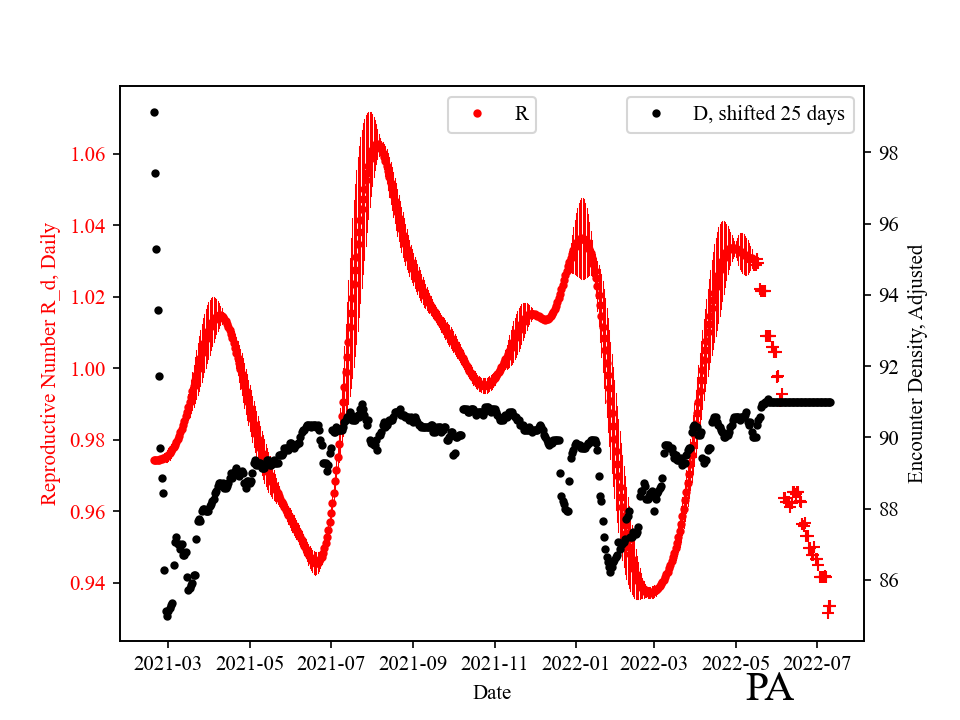 R
D, shifted 25 days
1.06
1.04
1.02
1.00
0.98
0.96
0.94
Reproductive Number R_d, Daily
98
96
94
92
90
88
86
Encounter Density, Adjusted
2021-03 2021-05 2021-07 2021-09 2021-11 2022-01 2022-03 2022-05 2022-07
Date
PA